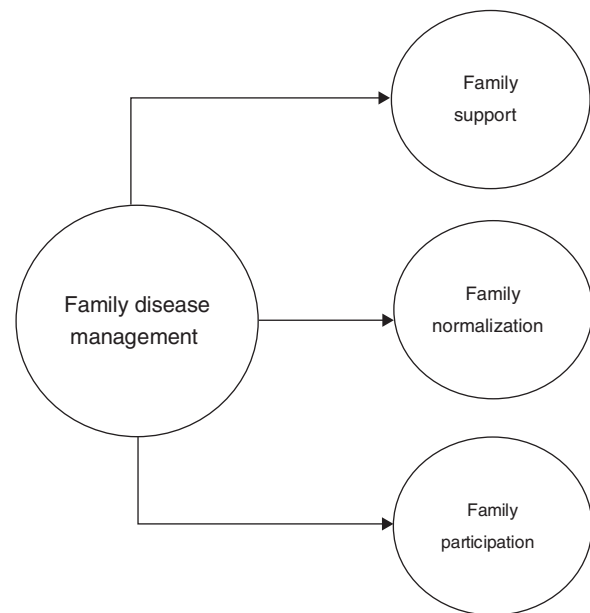 Family
support
Family disease
management
Family
normalization
Family
participation